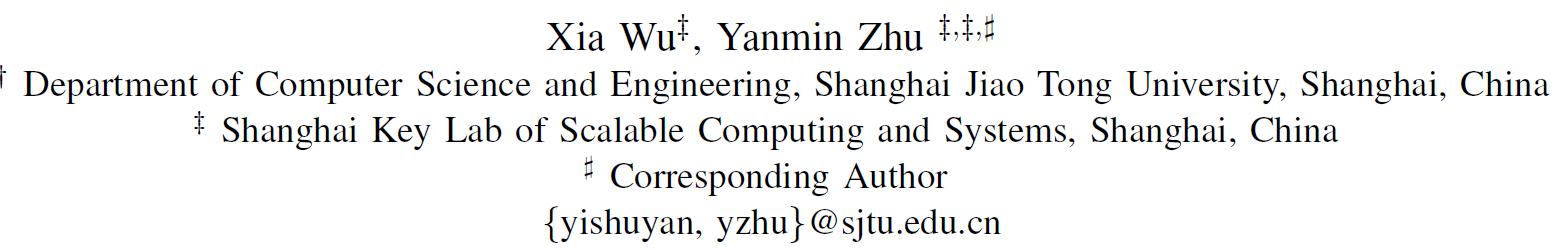 Xia Wu‡, Yanmin Zhu ‡,‡,♯
† Department of Computer Science and Engineering, Shanghai Jiao Tong University, Shanghai, China
‡ Shanghai Key Lab of Scalable Computing and Systems, Shanghai, China
♯ Corresponding Author
{yishuyan, yzhu}@sjtu.edu.cn